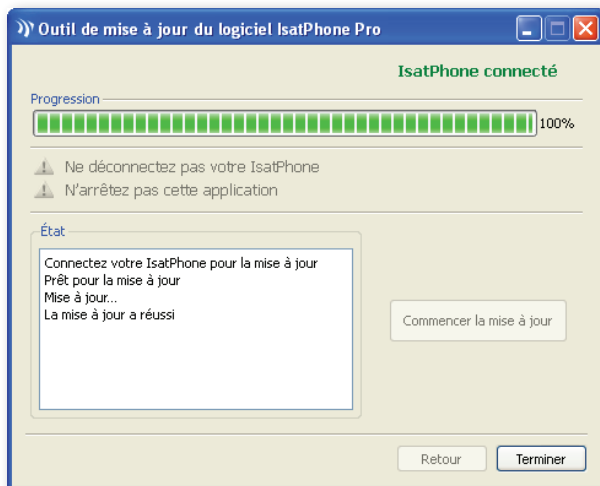 Outil de mise à jour du logiciel IsatPhone Pro
IsatPhone connecté
Progression
100%
Ne déconnectez pas votre IsatPhone
N'arrêtez pas cette application
État
Connectez votre IsatPhone pour la mise à jour
Prêt pour la mise à jour
Mise à jour...
La mise à jour a réussi
Commencer la mise à jour
Retour
Terminer